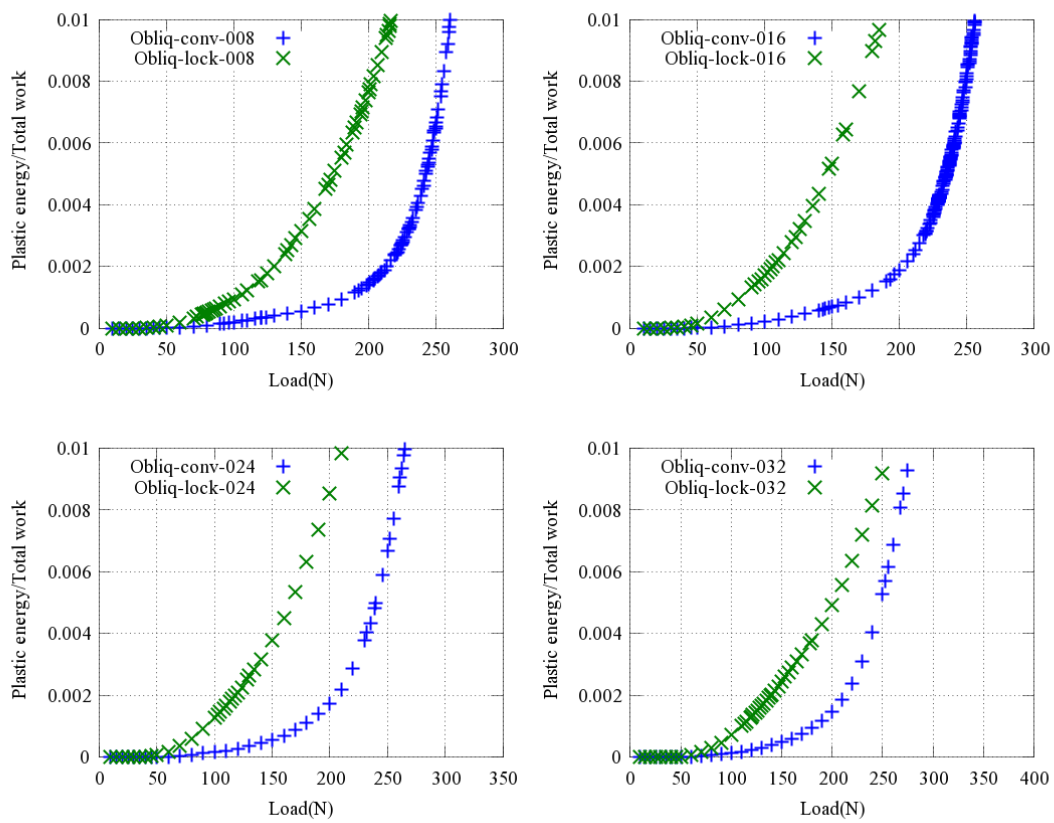 0.01
0.008
0.006
0.004
0.002
0
Plastic energy/Total work
Obliq-conv-008
Obliq-lock-008
0 50 100 150 200 250 300
Load(N)
0.01
0.008
0.006
0.004
0.002
0
Plastic energy/Total work
Obliq-conv-016
Obliq-lock-016
0 50 100 150 200 250 300
Load(N)
0.01
0.008
0.006
0.004
0.002
0
Plastic energy/Total work
Obliq-conv-024
Obliq-lock-024
0 50 100 150 200 250 300 350
Load(N)
0.01
0.008
0.006
0.004
0.002
0
Plastic energy/Total work
Obliq-conv-032
Obliq-lock-032
0 50 100 150 200 250 300 350 400
Load(N)